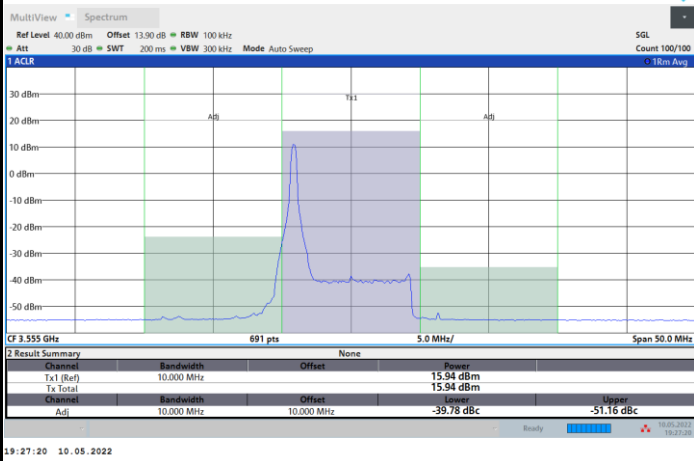 MultiView Spectrum
Ref Level 40.00 dBm Offset 13.90 dB RBW 100 kHz SGL
Att 30 dB SWT 200 ms VBW 300 kHz Mode Auto Sweep Count 100/100
1 ACLR 1Rm Avg
30 dBm
Tx1
20 dBm
Adj Adj
10 dBm
0 dBm
-10 dBm
-20 dBm
-30 dBm
-40 dBm
-50 dBm
CF 3.555 GHz 691 pts 5.0 MHz/ Span 50.0 MHz
2 Result Summary None
Channel Bandwidth Offset Power
Tx1 (Ref) 10.000 MHz 15.94 dBm
Tx Total 15.94 dBm
Channel Bandwidth Offset Lower Upper
Adj 10.000 MHz 10.000 MHz -39.78 dBc -51.16 dBc
Ready 10.05.2022
19:27:20
19:27:20 10.05.2022